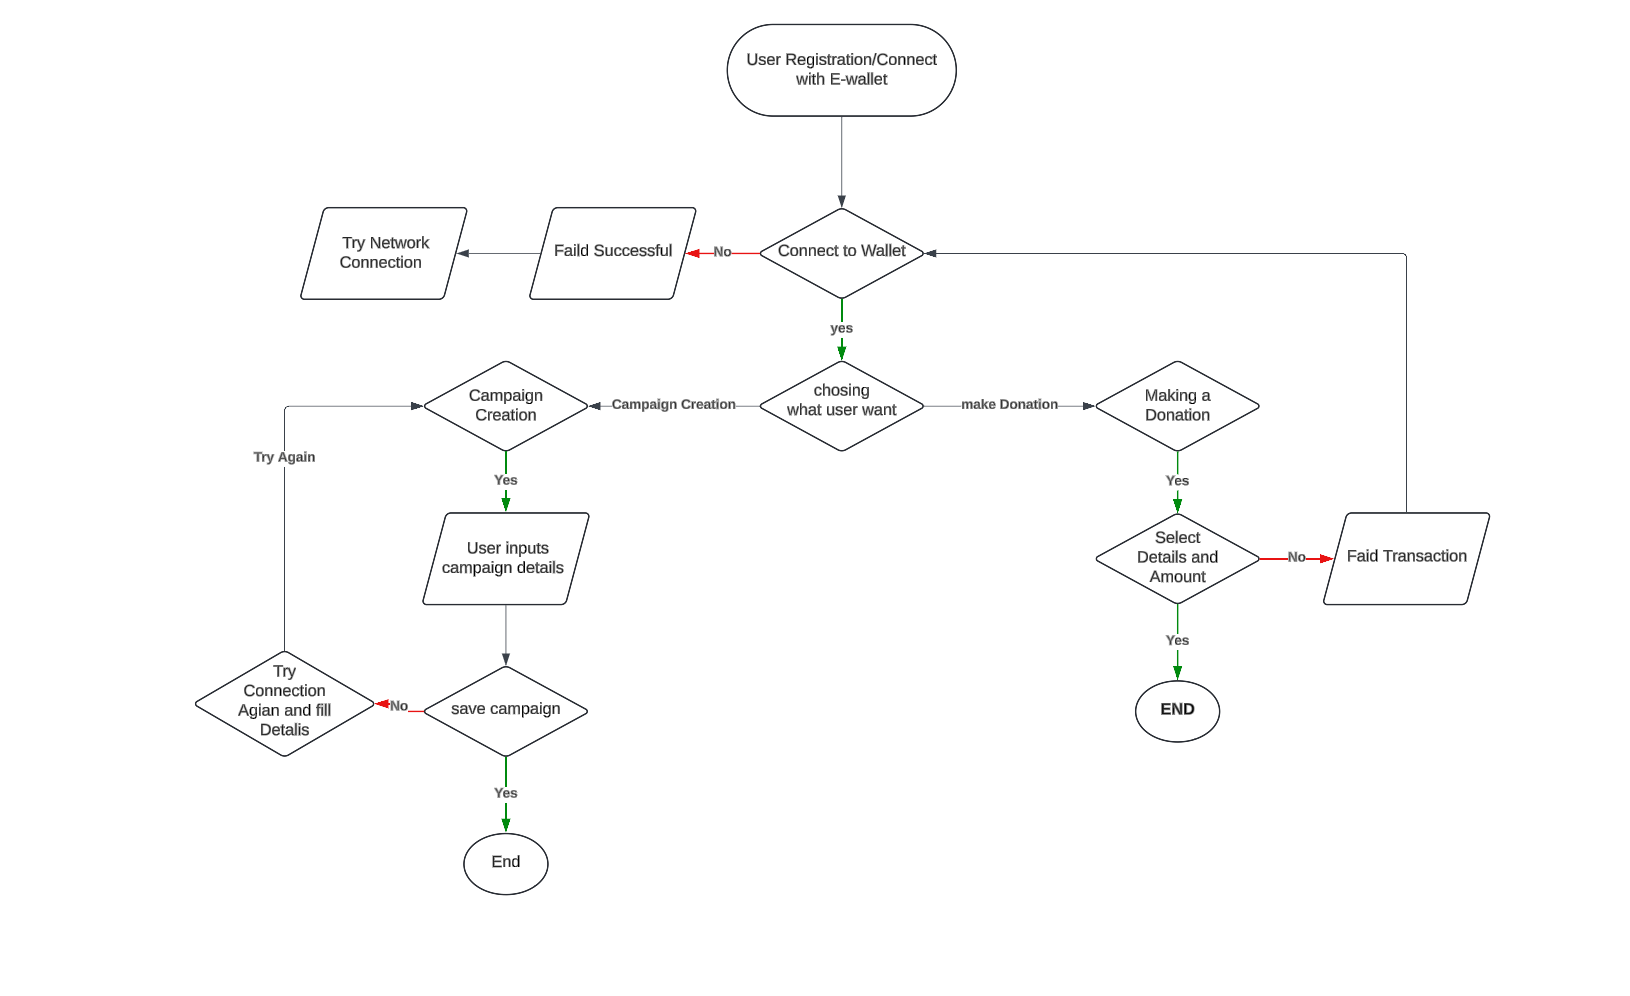 User Registration/Connect
with E-wallet
Try Network
Connection
Faild Successful
No
Connect to Wallet
yes
Campaign
Creation
Campaign Creation
chosing
what user want
make Donation
Making a
Donation
Try Again
Yes
Yes
User inputs
campaign details
Select
Details and
Amount
No
Faid Transaction
Yes
Try
Connection
Agian and fill
Detalis
No
save campaign
END
Yes
End